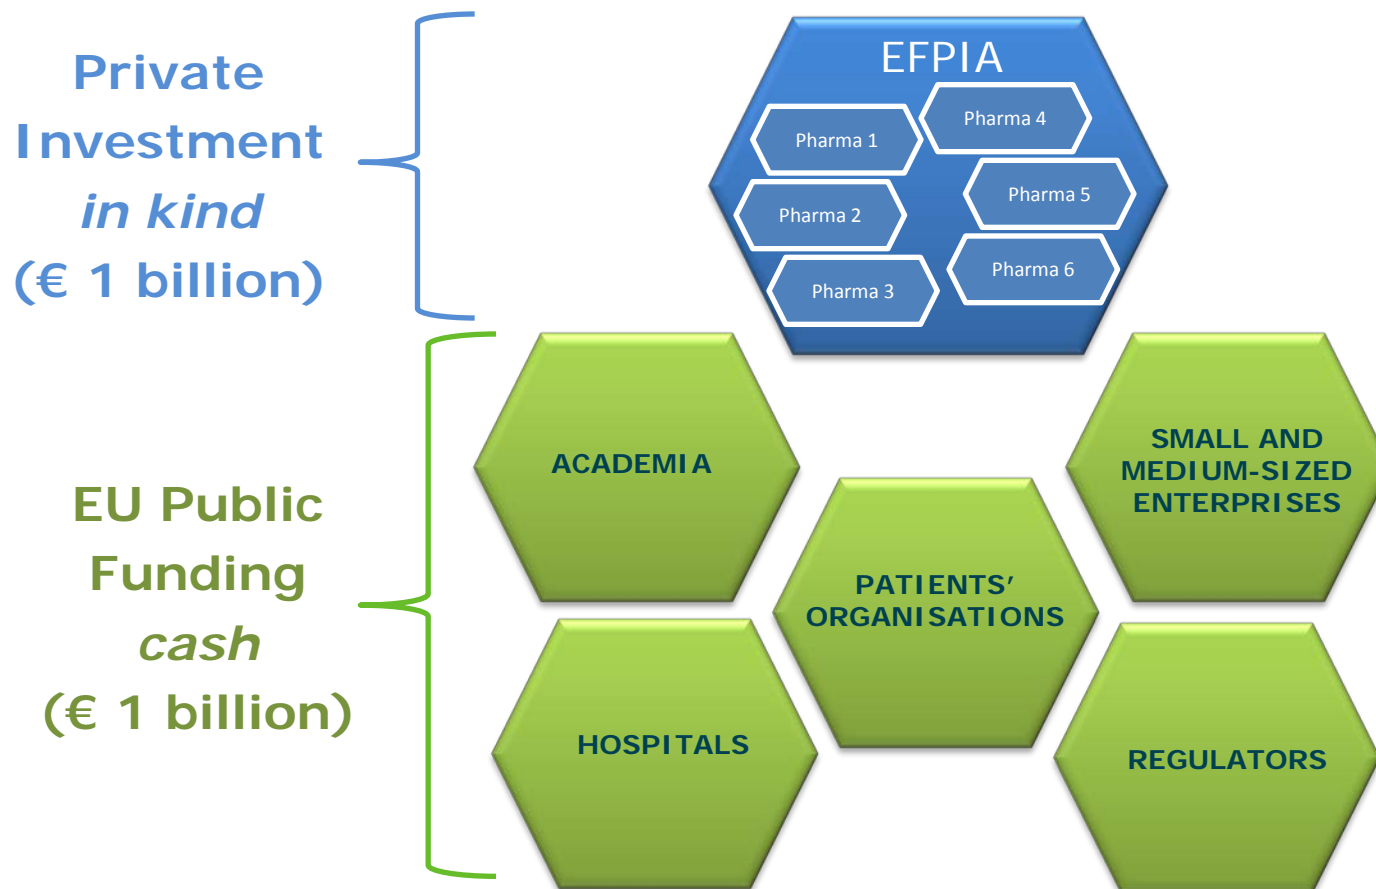 Private
Investment
in kind
(€ 1 billion)
EFPIA
Pharma 1
Pharma 4
Pharma 2
Pharma 5
Pharma 3
Pharma 6
EU Public
Funding
cash
(€ 1 billion)
ACADEMIA
SMALL AND
MEDIUM-SIZED
ENTERPRISES
PATIENTS’
ORGANISATIONS
HOSPITALS
REGULATORS